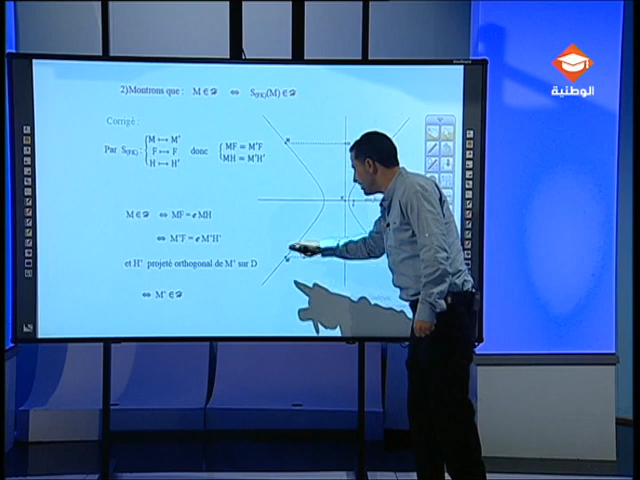 2)Montrons que : M ∈ 𝒟 ⇔ S₍FK₎(M) ∈ 𝒟
Corrigé :
Par S₍FK₎ : { M ↦ M' donc { MF = M'F
F ↦ F MH = M'H'
H ↦ H'
M ∈ 𝒟 ⇔ MF = e MH
⇔ M'F = e M'H'
et H' projeté orthogonal de M' sur D
⇔ M' ∈ 𝒟
الوطنية